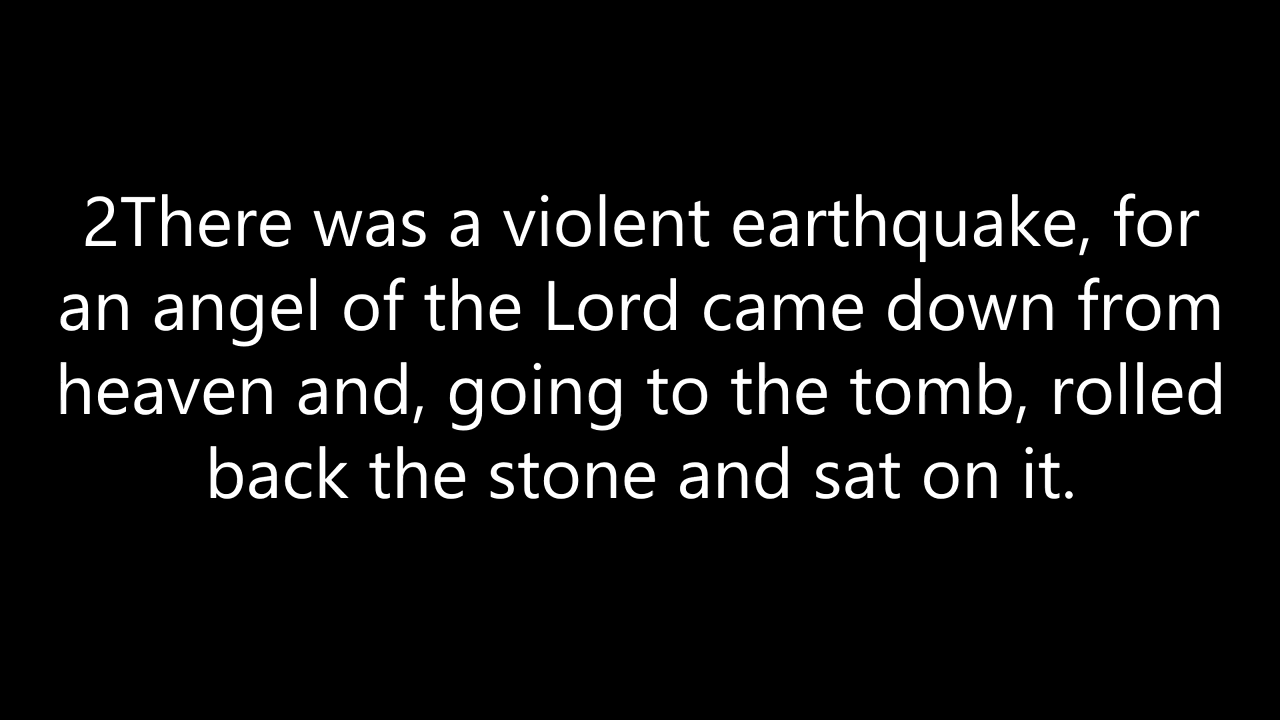 2There was a violent earthquake, for
an angel of the Lord came down from
heaven and, going to the tomb, rolled
back the stone and sat on it.